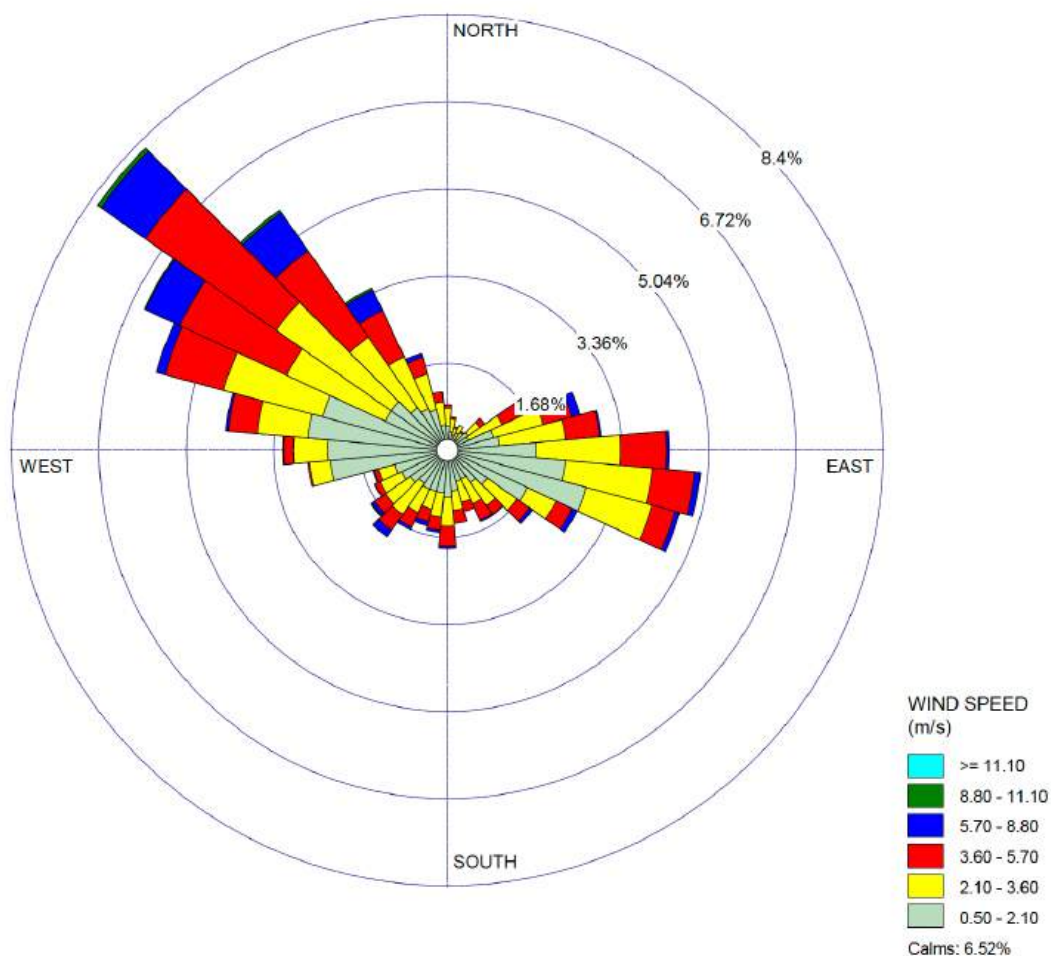 NORTH
8.4%
6.72%
5.04%
3.36%
1.68%
WEST
EAST
SOUTH
WIND SPEED
(m/s)
>= 11.10
8.80 - 11.10
5.70 - 8.80
3.60 - 5.70
2.10 - 3.60
0.50 - 2.10
Calms: 6.52%